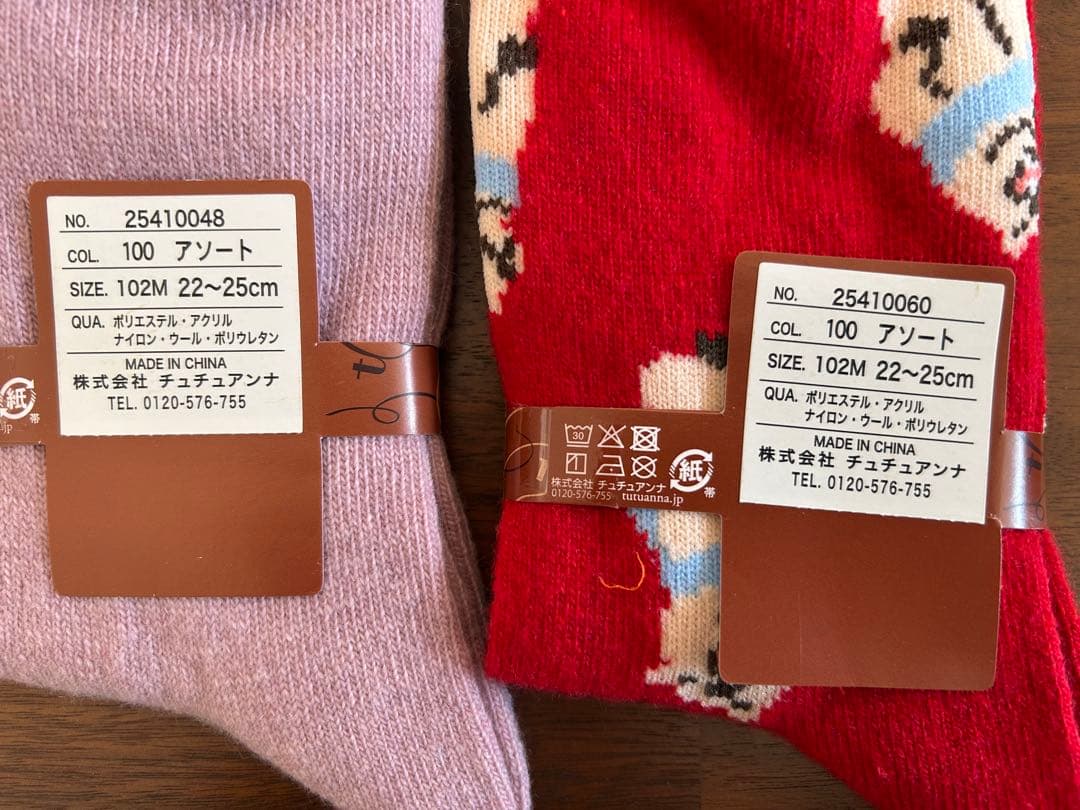 NO. 25410048
COL. 100 アソート
SIZE. 102M 22～25cm
QUA. ポリエステル・アクリル
ナイロン・ウール・ポリウレタン
MADE IN CHINA
株式会社 チュチュアンナ
TEL. 0120-576-755
紙
帯
NO. 25410060
COL. 100 アソート
SIZE. 102M 22～25cm
QUA. ポリエステル・アクリル
ナイロン・ウール・ポリウレタン
MADE IN CHINA
株式会社 チュチュアンナ
TEL. 0120-576-755
30
株式会社 チュチュアンナ
0120-576-755 tutuanna.jp
紙
帯